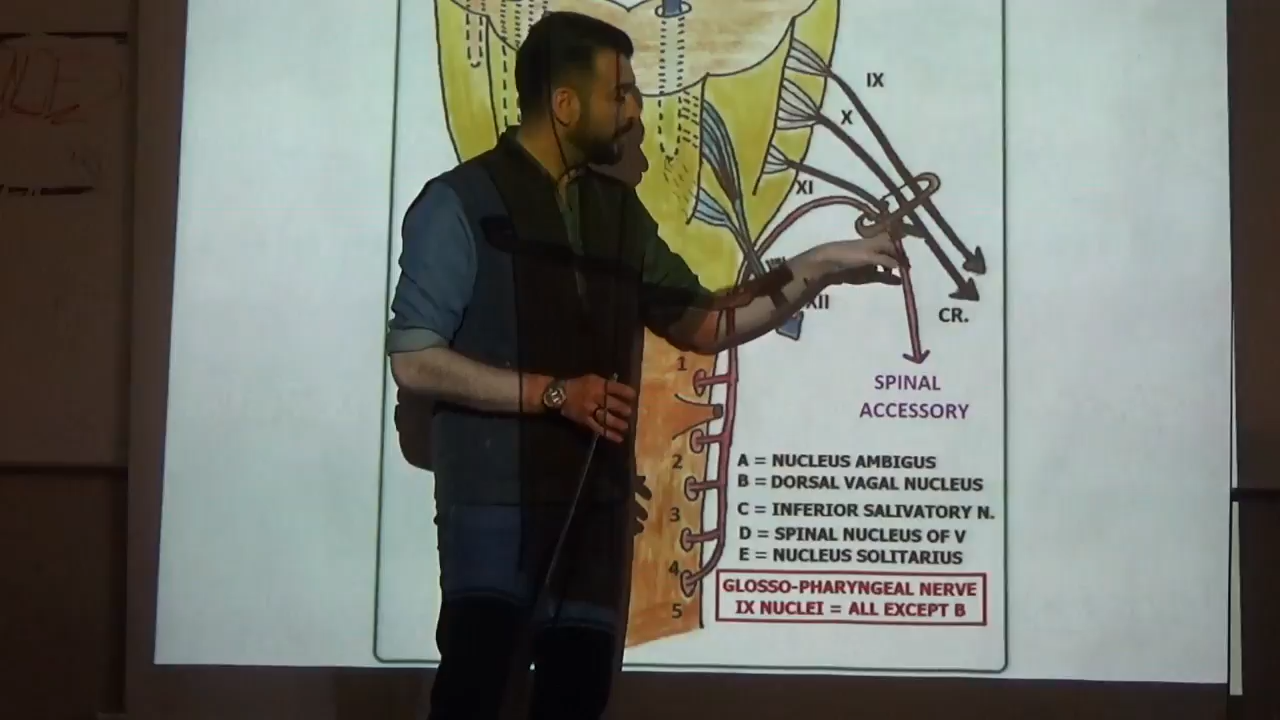 IX
X
XI
XII
CR.
1
SPINAL
ACCESSORY
A = NUCLEUS AMBIGUS
2
B = DORSAL VAGAL NUCLEUS
3
C = INFERIOR SALIVATORY N.
D = SPINAL NUCLEUS OF V
4
E = NUCLEUS SOLITARIUS
GLOSSO-PHARYNGEAL NERVE
5
IX NUCLEI = ALL EXCEPT B